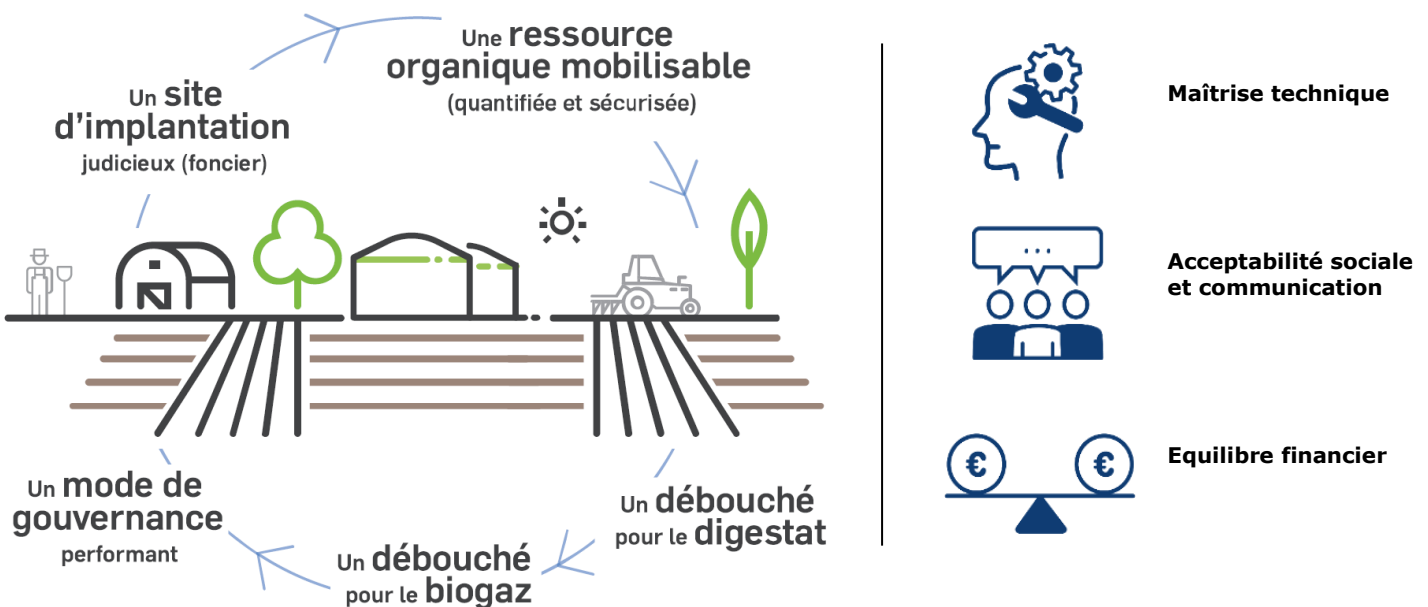 Un site
d'implantation
judicieux (foncier)
Une ressource
organique mobilisable
(quantifiée et sécurisée)
Un débouché
pour le digestat
Un débouché
pour le biogaz
Un mode de
gouvernance
performant
Maîtrise technique
...
Acceptabilité sociale
et communication
€ €
Equilibre financier